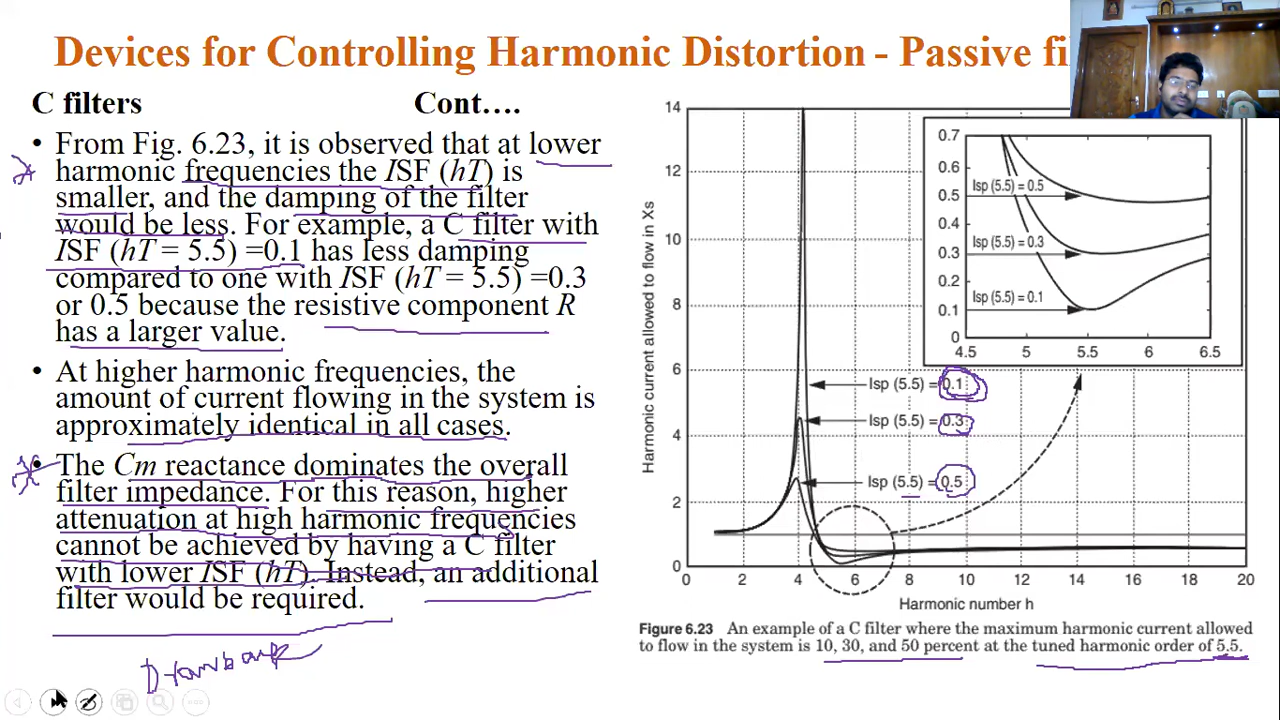 Devices for Controlling Harmonic Distortion - Passive fi
C filters
Cont….
• From Fig. 6.23, it is observed that at lower
harmonic frequencies the ISF (hT) is
smaller, and the damping of the filter
would be less. For example, a C filter with
ISF (hT = 5.5) =0.1 has less damping
compared to one with ISF (hT = 5.5) =0.3
or 0.5 because the resistive component R
has a larger value.
• At higher harmonic frequencies, the
amount of current flowing in the system is
approximately identical in all cases.
• The Cm reactance dominates the overall
filter impedance. For this reason, higher
attenuation at high harmonic frequencies
cannot be achieved by having a C filter
with lower ISF (hT). Instead, an additional
filter would be required.
Harmonic current allowed to flow in Xs
14
12
10
8
6
4
2
0
0 2 4 6 8 10 12 14 16 18 20
Harmonic number h
Isp (5.5) = 0.1
Isp (5.5) = 0.3
Isp (5.5) = 0.5
0.7
0.6
0.5
0.4
0.3
0.2
0.1
0
4.5 5 5.5 6 6.5
Isp (5.5) = 0.5
Isp (5.5) = 0.3
Isp (5.5) = 0.1
Figure 6.23 An example of a C filter where the maximum harmonic current allowed
to flow in the system is 10, 30, and 50 percent at the tuned harmonic order of 5.5.